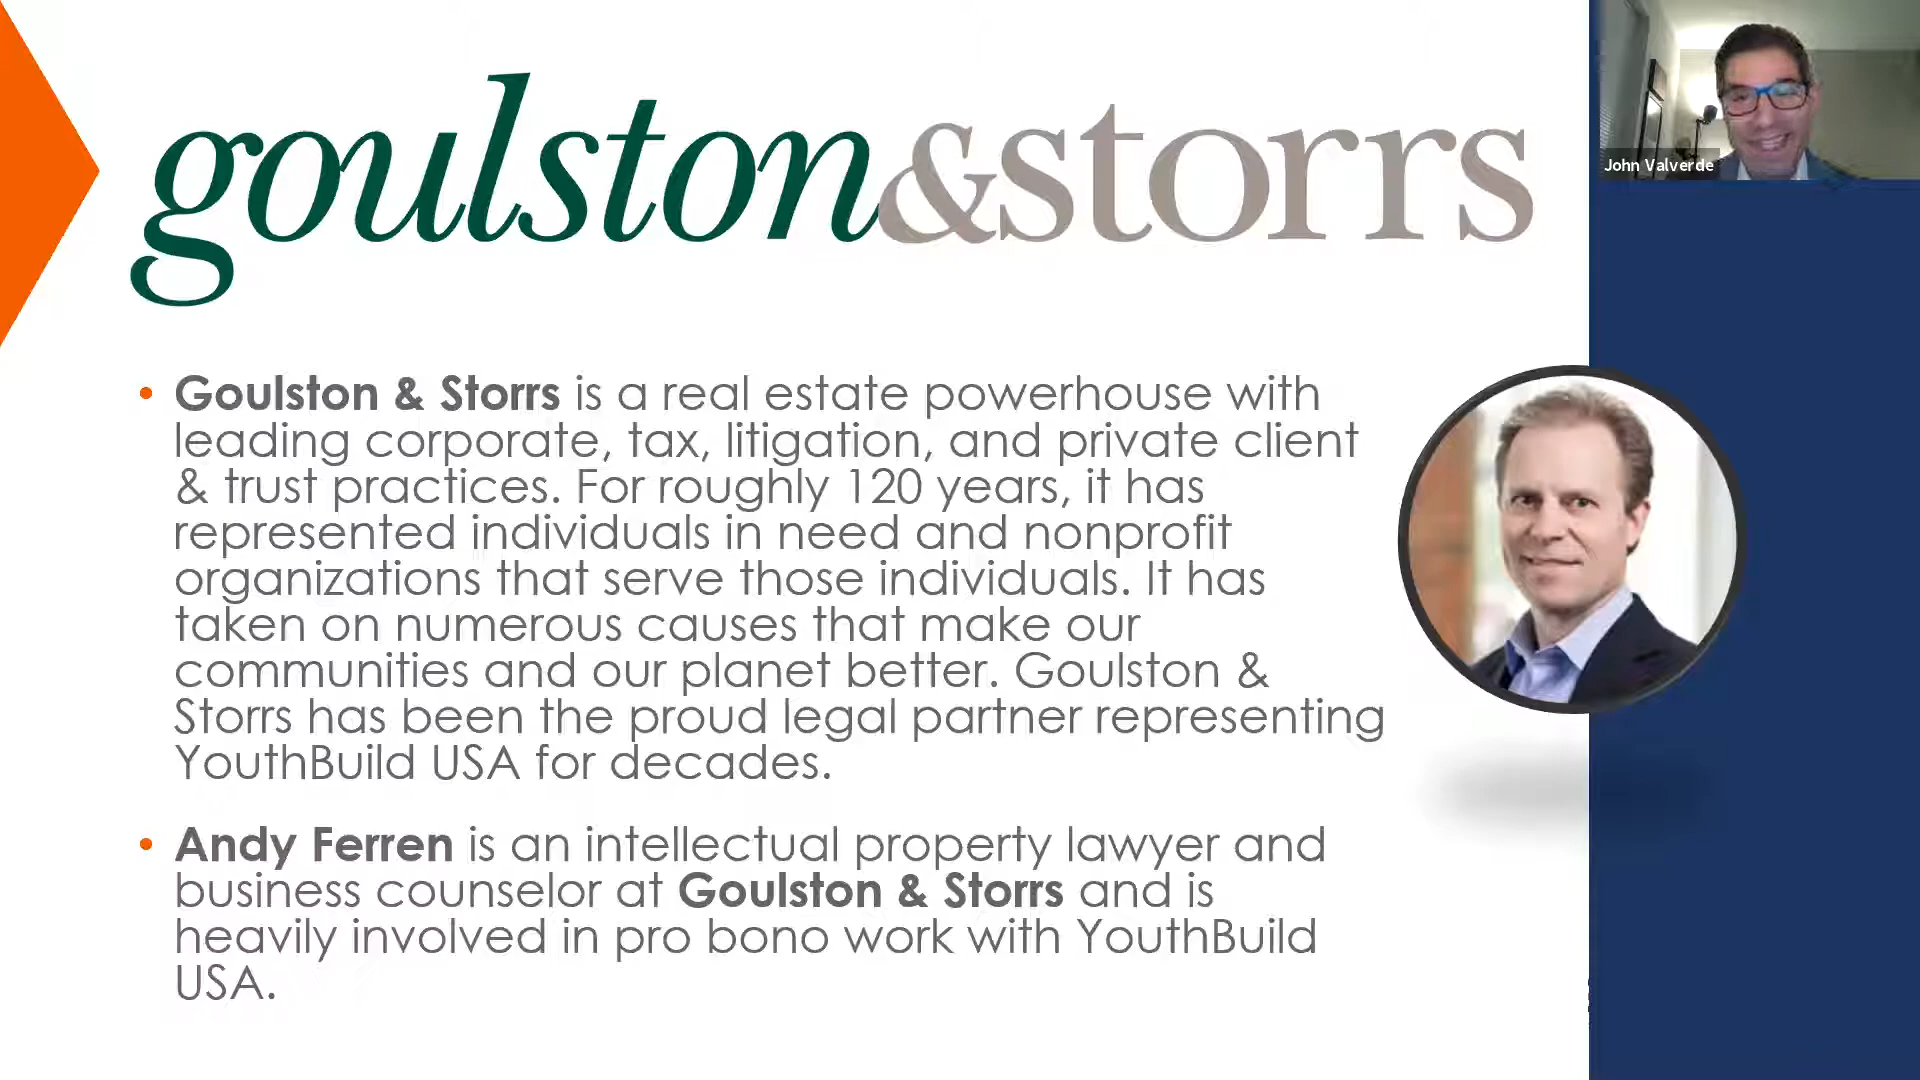 goulston&storrs
John Valverde
• Goulston & Storrs is a real estate powerhouse with
leading corporate, tax, litigation, and private client
& trust practices. For roughly 120 years, it has
represented individuals in need and nonprofit
organizations that serve those individuals. It has
taken on numerous causes that make our
communities and our planet better. Goulston &
Storrs has been the proud legal partner representing
YouthBuild USA for decades.
• Andy Ferren is an intellectual property lawyer and
business counselor at Goulston & Storrs and is
heavily involved in pro bono work with YouthBuild
USA.